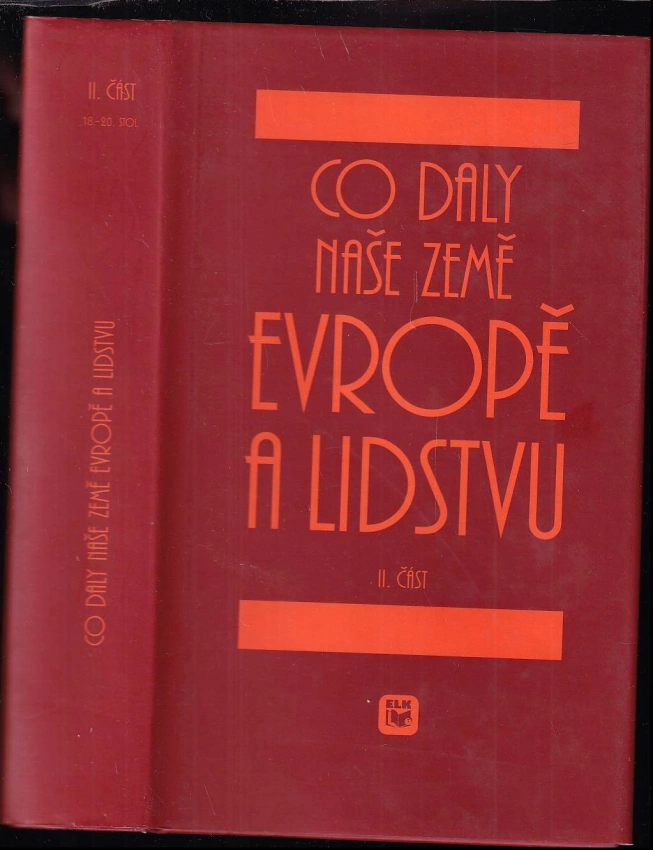 II. ČÁST
18.-20. STOL.
CO DALY NAŠE ZEMĚ EVROPĚ A LIDSTVU
CO DALY
NAŠE ZEMĚ
EVROPĚ
A LIDSTVU
II. ČÁST
ELK